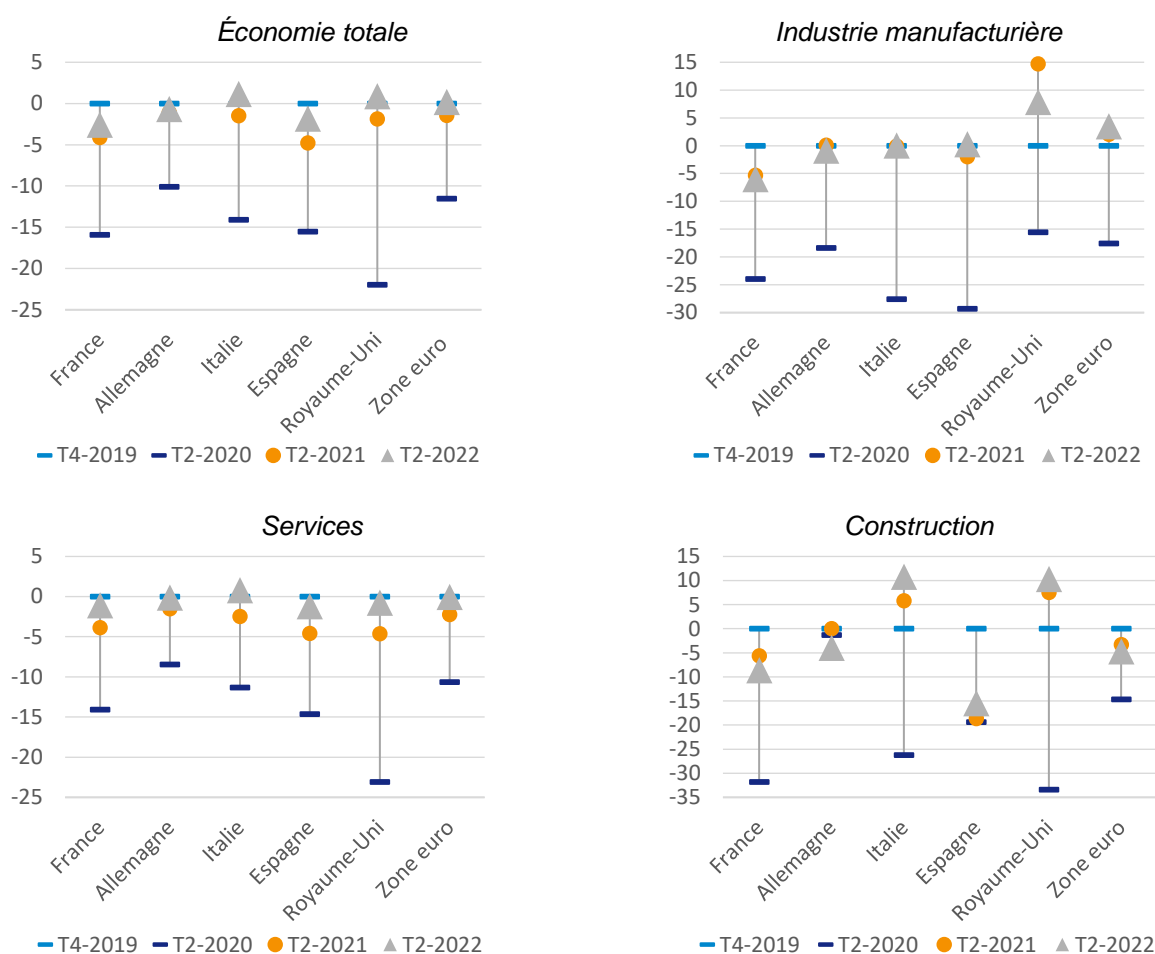 Économie totale
5
0
-5
-10
-15
-20
-25
France
Allemagne
Italie
Espagne
Royaume-Uni
Zone euro
T4-2019 T2-2020 T2-2021 T2-2022
Industrie manufacturière
15
10
5
0
-5
-10
-15
-20
-25
-30
France
Allemagne
Italie
Espagne
Royaume-Uni
Zone euro
T4-2019 T2-2020 T2-2021 T2-2022
Services
5
0
-5
-10
-15
-20
-25
France
Allemagne
Italie
Espagne
Royaume-Uni
Zone euro
T4-2019 T2-2020 T2-2021 T2-2022
Construction
15
10
5
0
-5
-10
-15
-20
-25
-30
-35
France
Allemagne
Italie
Espagne
Royaume-Uni
Zone euro
T4-2019 T2-2020 T2-2021 T2-2022